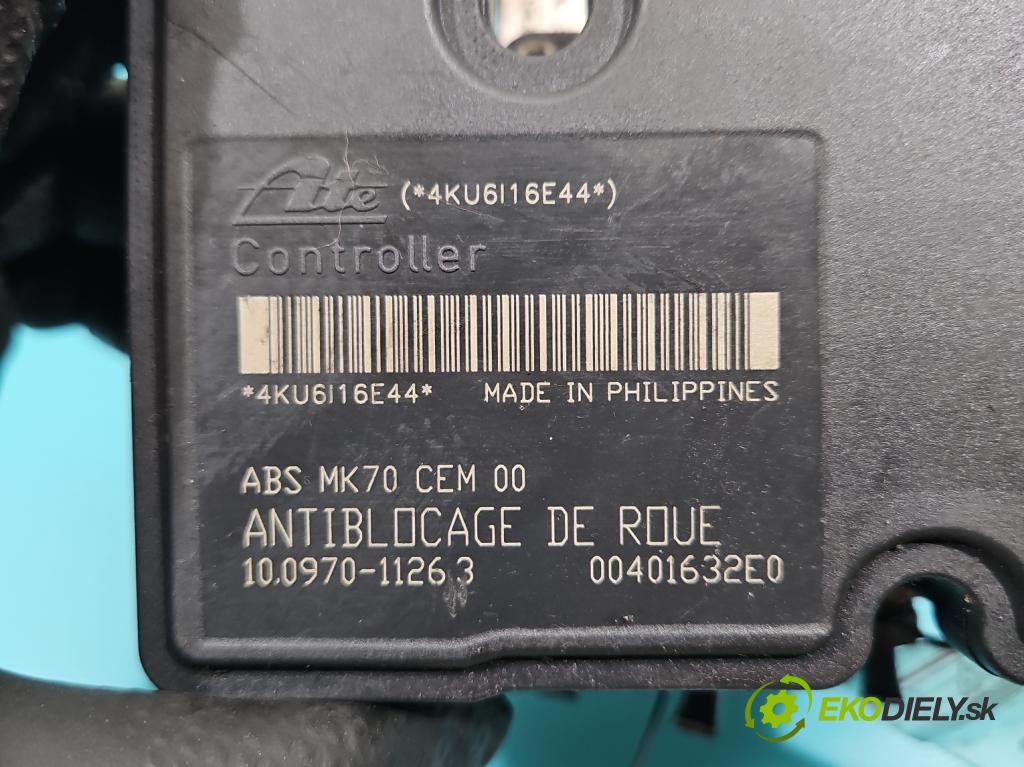 Ate (*4KU6I16E44*)
Controller
*4KU6I16E44* MADE IN PHILIPPINES
ABS MK70 CEM 00
ANTIBLOCAGE DE ROUE
10.0970-1126.3 00401632E0
EKODIELY.sk